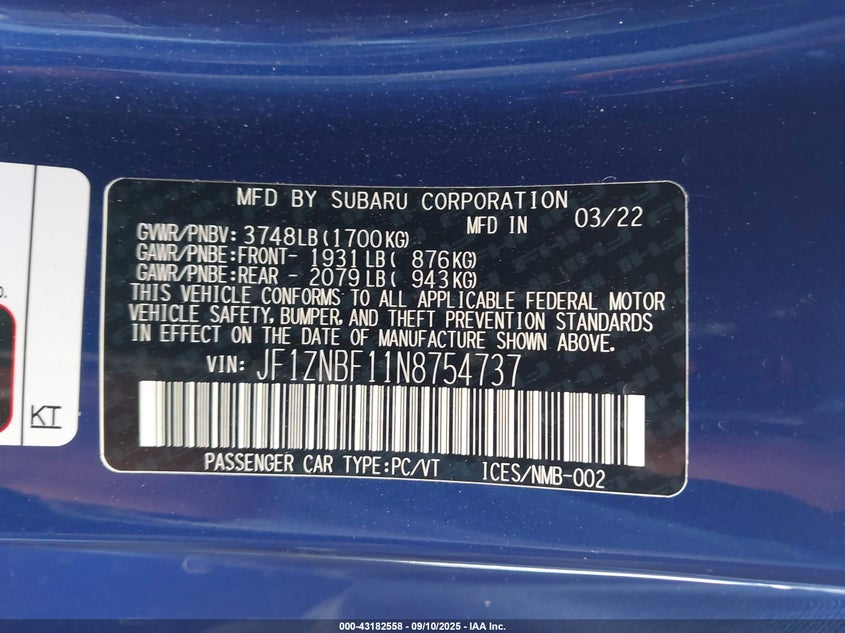 MFD BY SUBARU CORPORATION
MFD IN 03/22
GVWR/PNBV: 3748LB(1700KG)
GAWR/PNBE:FRONT- 1931LB( 876KG)
GAWR/PNBE:REAR - 2079LB( 943KG)
THIS VEHICLE CONFORMS TO ALL APPLICABLE FEDERAL MOTOR
VEHICLE SAFETY, BUMPER, AND THEFT PREVENTION STANDARDS
IN EFFECT ON THE DATE OF MANUFACTURE SHOWN ABOVE.
VIN: JF1ZNBF11N8754737
PASSENGER CAR TYPE:PC/VT ICES/NMB-002
KT
000-43182558 - 09/10/2025 - IAA Inc.